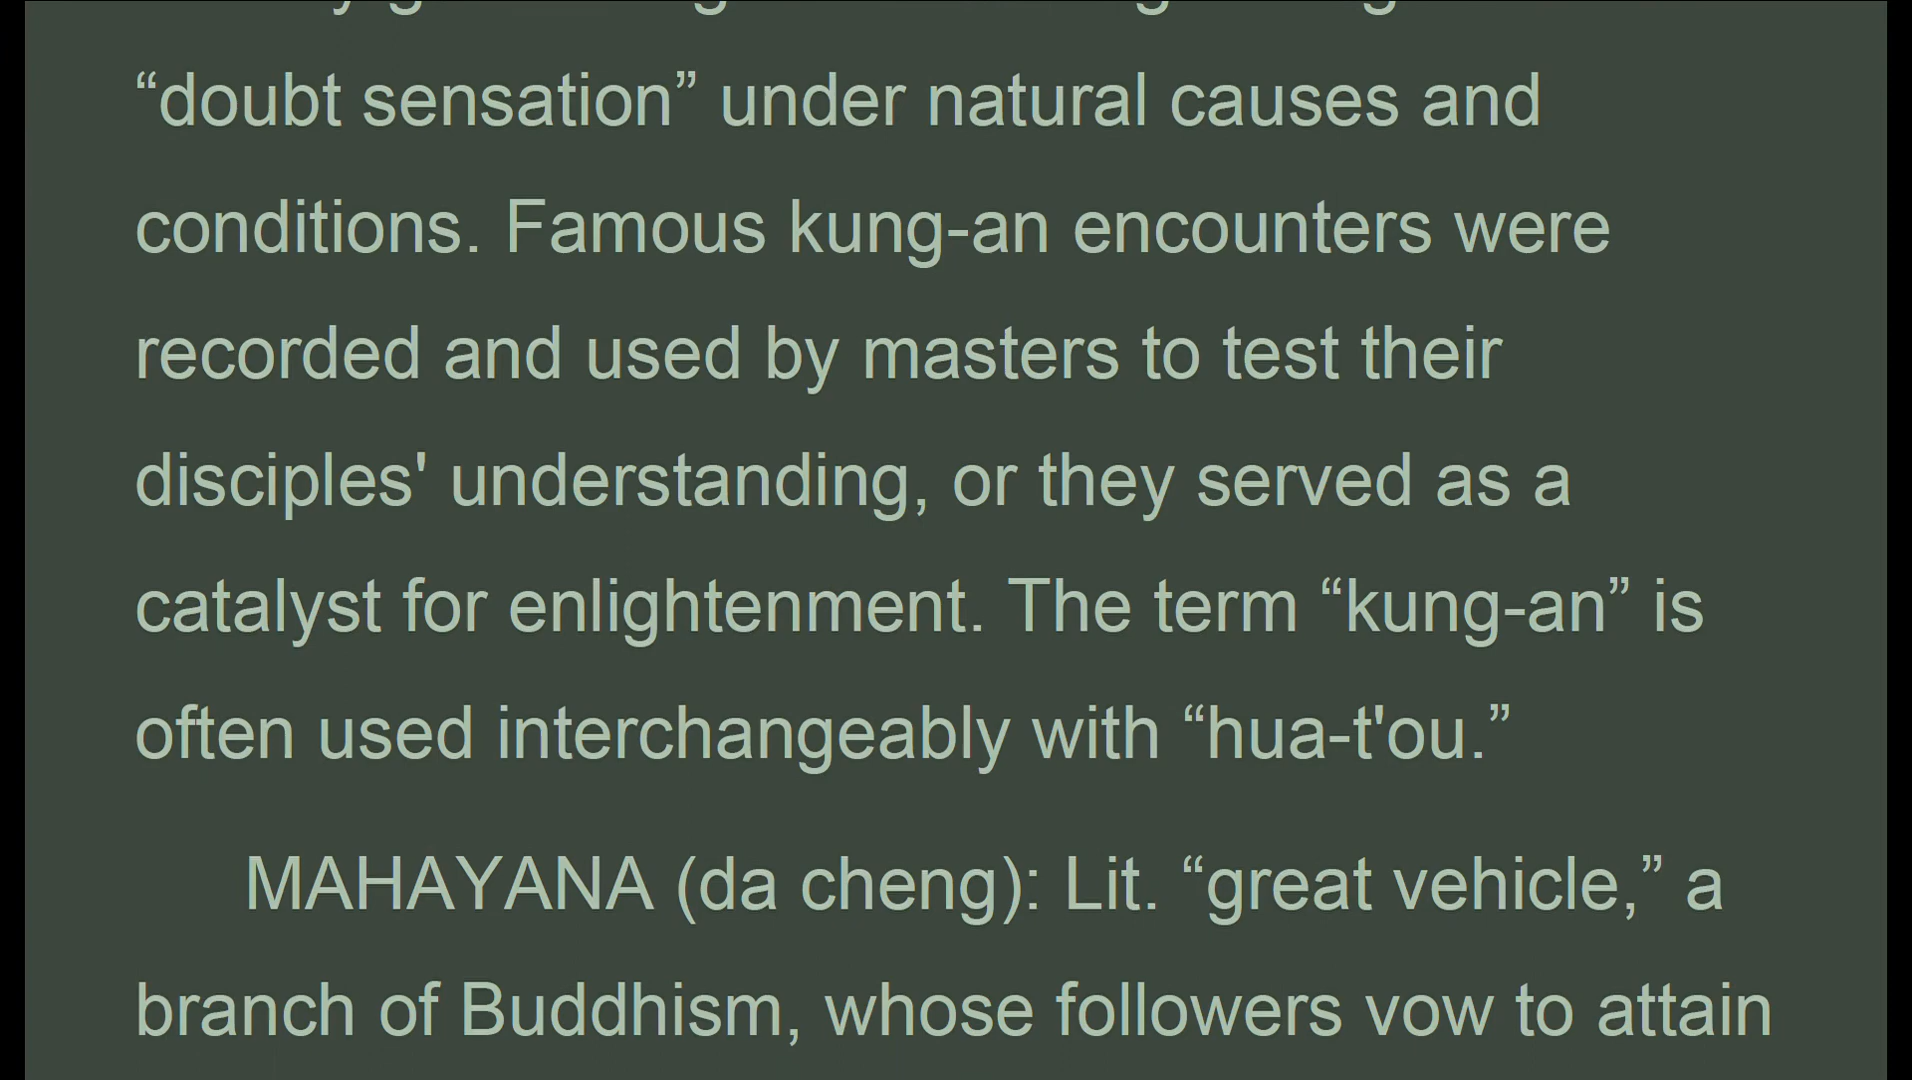 “doubt sensation” under natural causes and
conditions. Famous kung-an encounters were
recorded and used by masters to test their
disciples' understanding, or they served as a
catalyst for enlightenment. The term “kung-an” is
often used interchangeably with “hua-t'ou.”
MAHAYANA (da cheng): Lit. “great vehicle,” a
branch of Buddhism, whose followers vow to attain